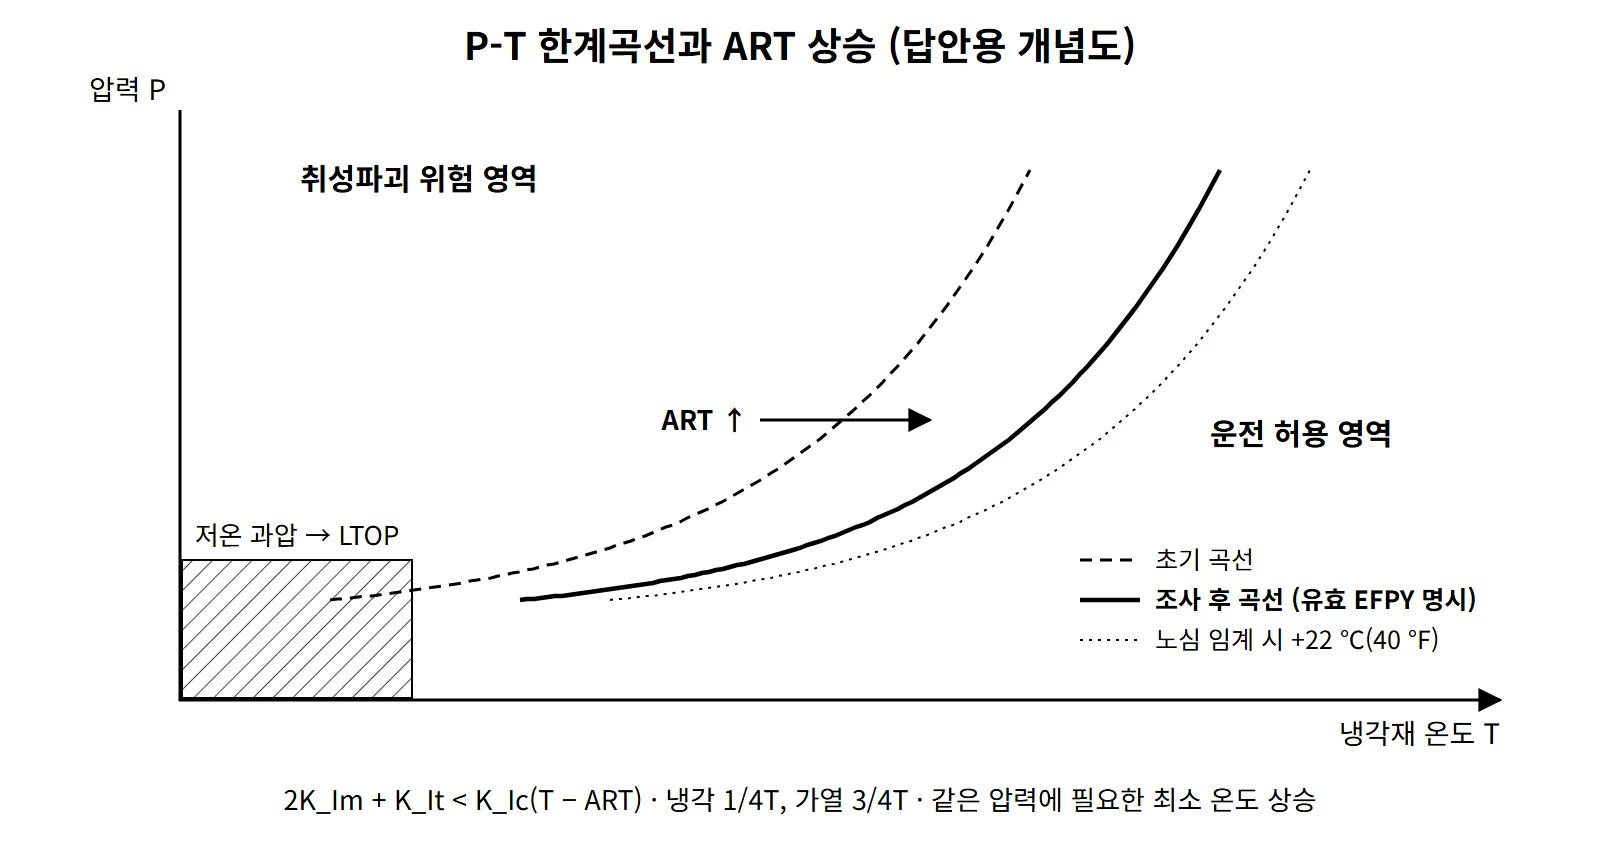 P-T 한계곡선과 ART 상승 (답안용 개념도)
압력 P
취성파괴 위험 영역
ART ↑
운전 허용 영역
저온 과압 → LTOP
초기 곡선
조사 후 곡선 (유효 EFPY 명시)
노심 임계 시 +22 °C(40 °F)
냉각재 온도 T
2K_Im + K_It < K_Ic(T − ART) · 냉각 1/4T, 가열 3/4T · 같은 압력에 필요한 최소 온도 상승